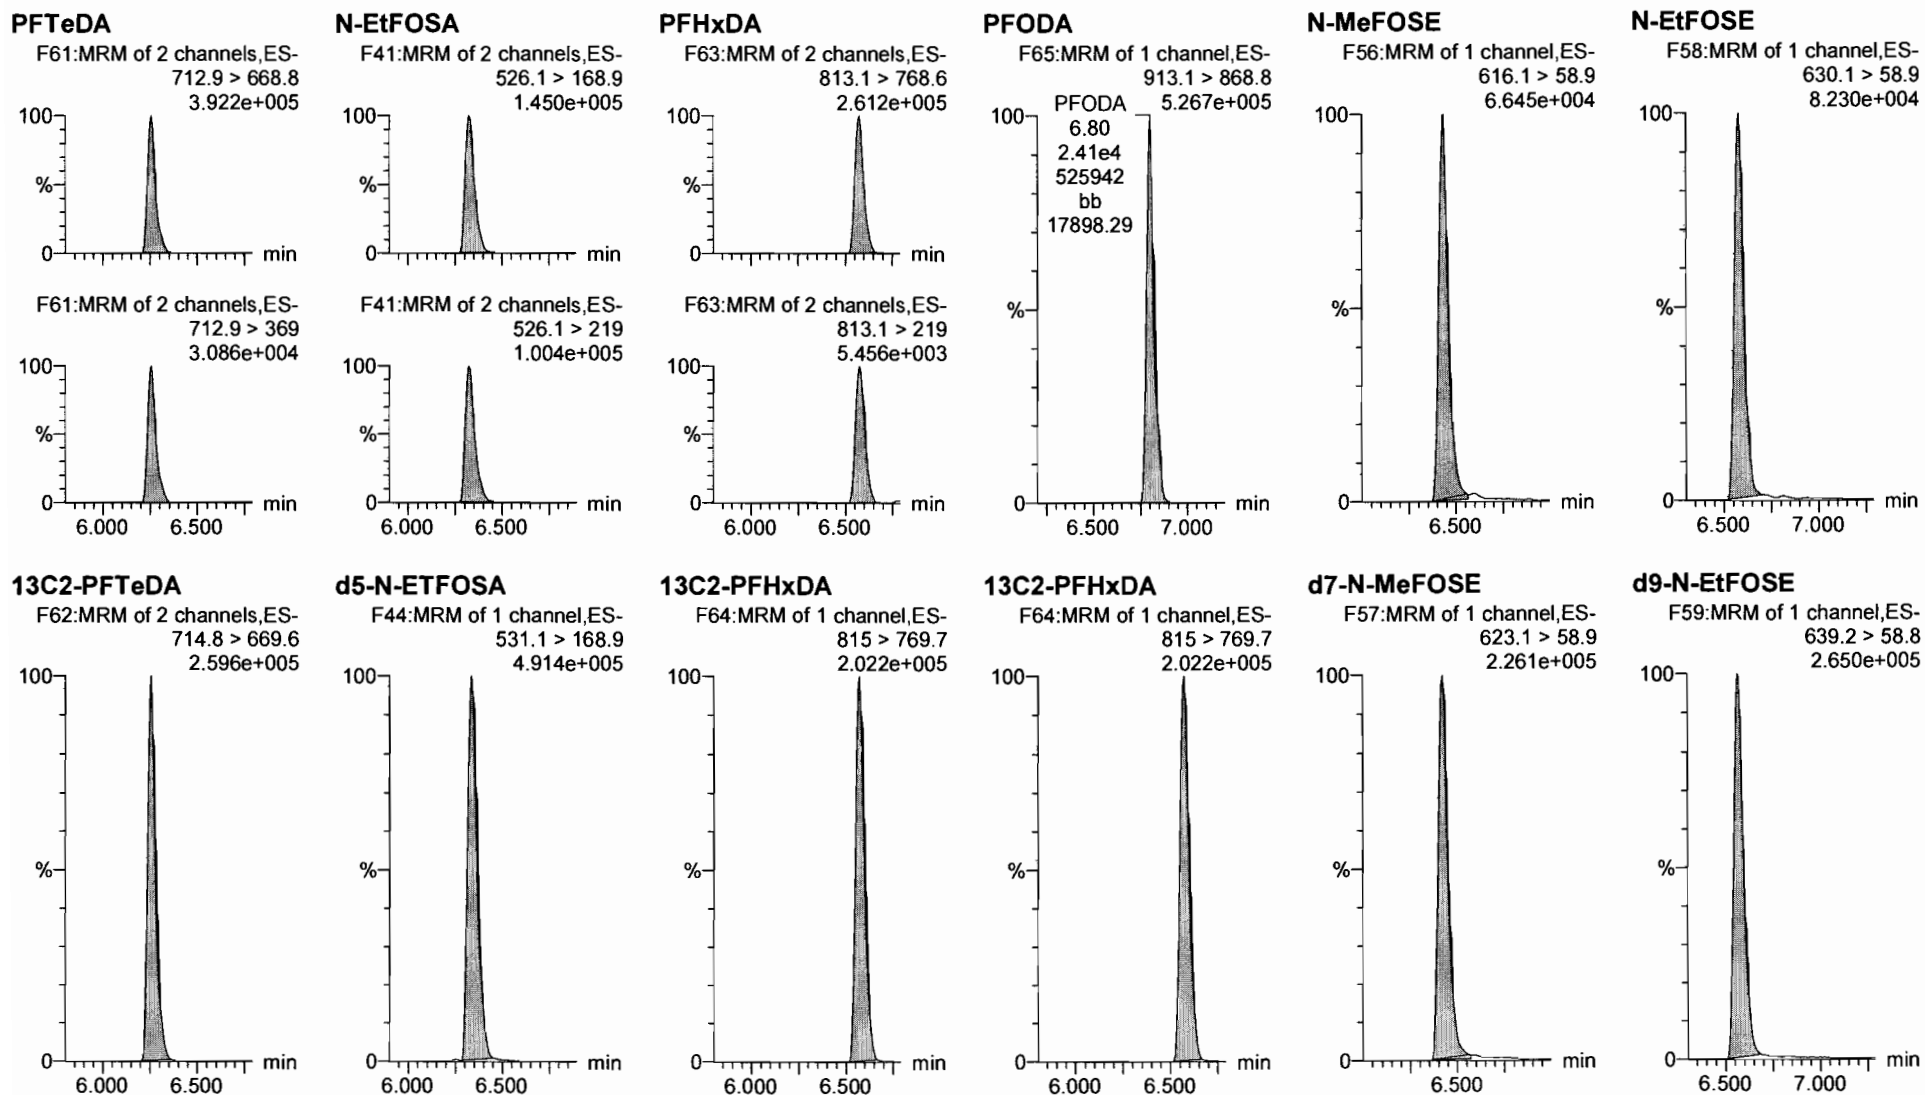 PFTeDA
F61:MRM of 2 channels,ES-
712.9 > 668.8
3.922e+005
100
%
0
min
F61:MRM of 2 channels,ES-
712.9 > 369
3.086e+004
100
%
0
min
6.000 6.500
N-EtFOSA
F41:MRM of 2 channels,ES-
526.1 > 168.9
1.450e+005
100
%
0
min
F41:MRM of 2 channels,ES-
526.1 > 219
1.004e+005
100
%
0
min
6.000 6.500
PFHxDA
F63:MRM of 2 channels,ES-
813.1 > 768.6
2.612e+005
100
%
0
min
F63:MRM of 2 channels,ES-
813.1 > 219
5.456e+003
100
%
0
min
6.000 6.500
PFODA
F65:MRM of 1 channel,ES-
913.1 > 868.8
5.267e+005
PFODA
6.80
2.41e4
525942
bb
17898.29
100
%
0
min
6.500 7.000
N-MeFOSE
F56:MRM of 1 channel,ES-
616.1 > 58.9
6.645e+004
100
%
0
min
6.500
N-EtFOSE
F58:MRM of 1 channel,ES-
630.1 > 58.9
8.230e+004
100
%
0
min
6.500 7.000
13C2-PFTeDA
F62:MRM of 2 channels,ES-
714.8 > 669.6
2.596e+005
100
%
0
min
6.000 6.500
d5-N-ETFOSA
F44:MRM of 1 channel,ES-
531.1 > 168.9
4.914e+005
100
%
0
min
6.000 6.500
13C2-PFHxDA
F64:MRM of 1 channel,ES-
815 > 769.7
2.022e+005
100
%
0
min
6.000 6.500
13C2-PFHxDA
F64:MRM of 1 channel,ES-
815 > 769.7
2.022e+005
100
%
0
min
6.000 6.500
d7-N-MeFOSE
F57:MRM of 1 channel,ES-
623.1 > 58.9
2.261e+005
100
%
0
min
6.500
d9-N-EtFOSE
F59:MRM of 1 channel,ES-
639.2 > 58.8
2.650e+005
100
%
0
min
6.500 7.000